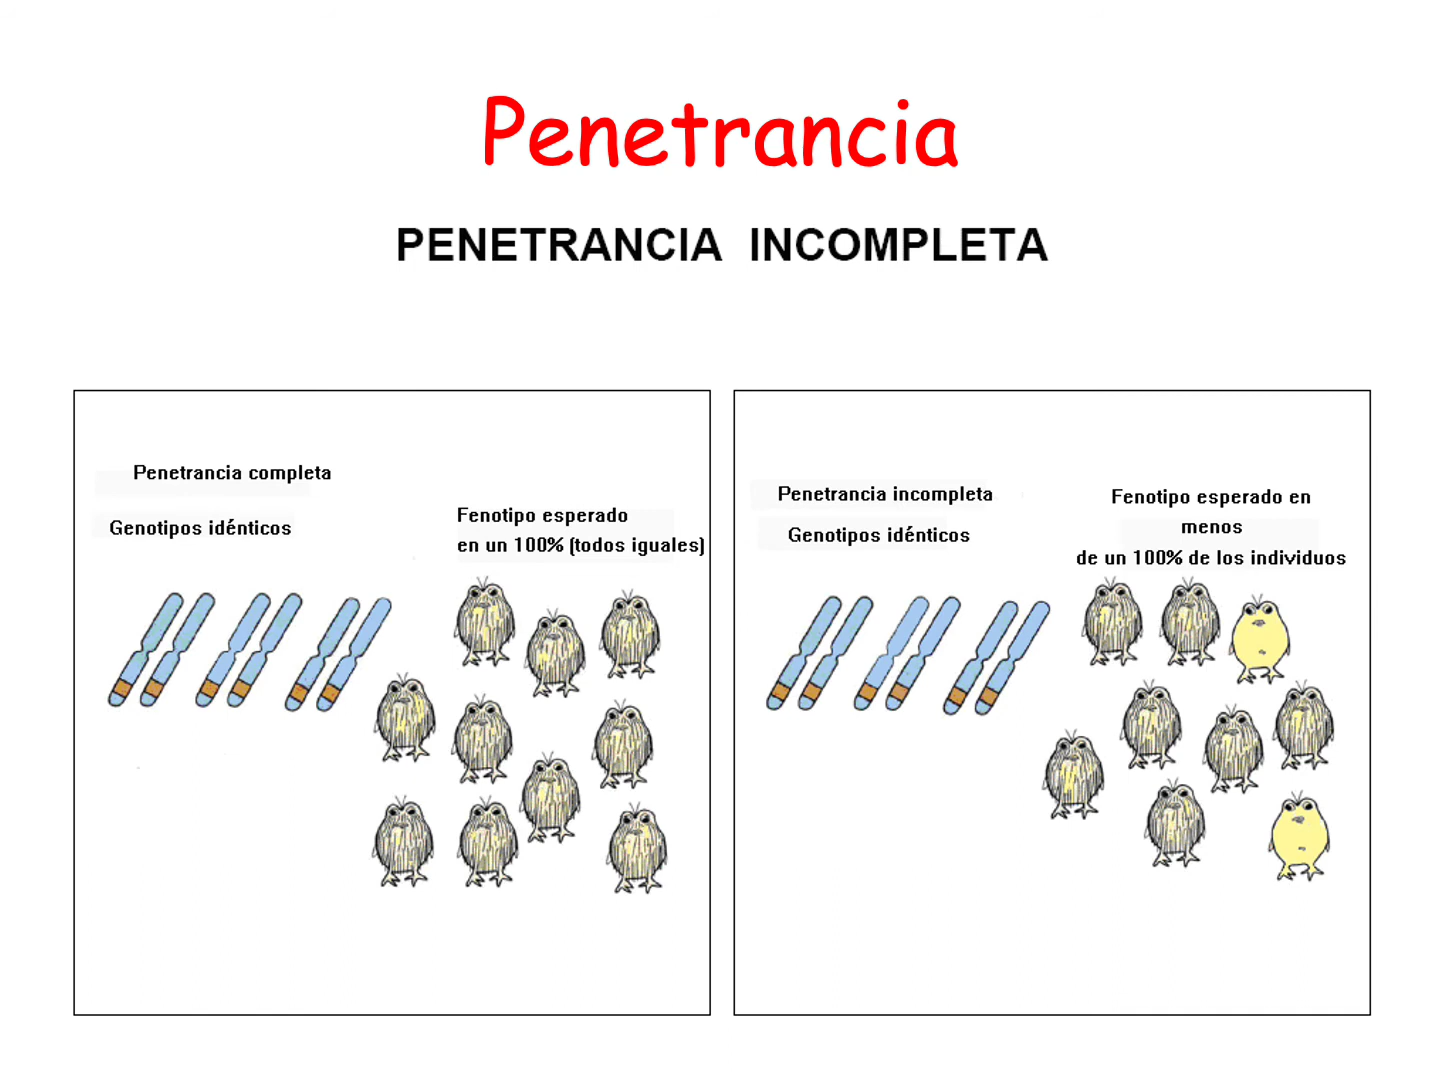 Penetrancia
PENETRANCIA INCOMPLETA
Penetrancia completa
Genotipos idénticos
Fenotipo esperado
en un 100% (todos iguales)
Penetrancia incompleta
Genotipos idénticos
Fenotipo esperado en
menos
de un 100% de los individuos